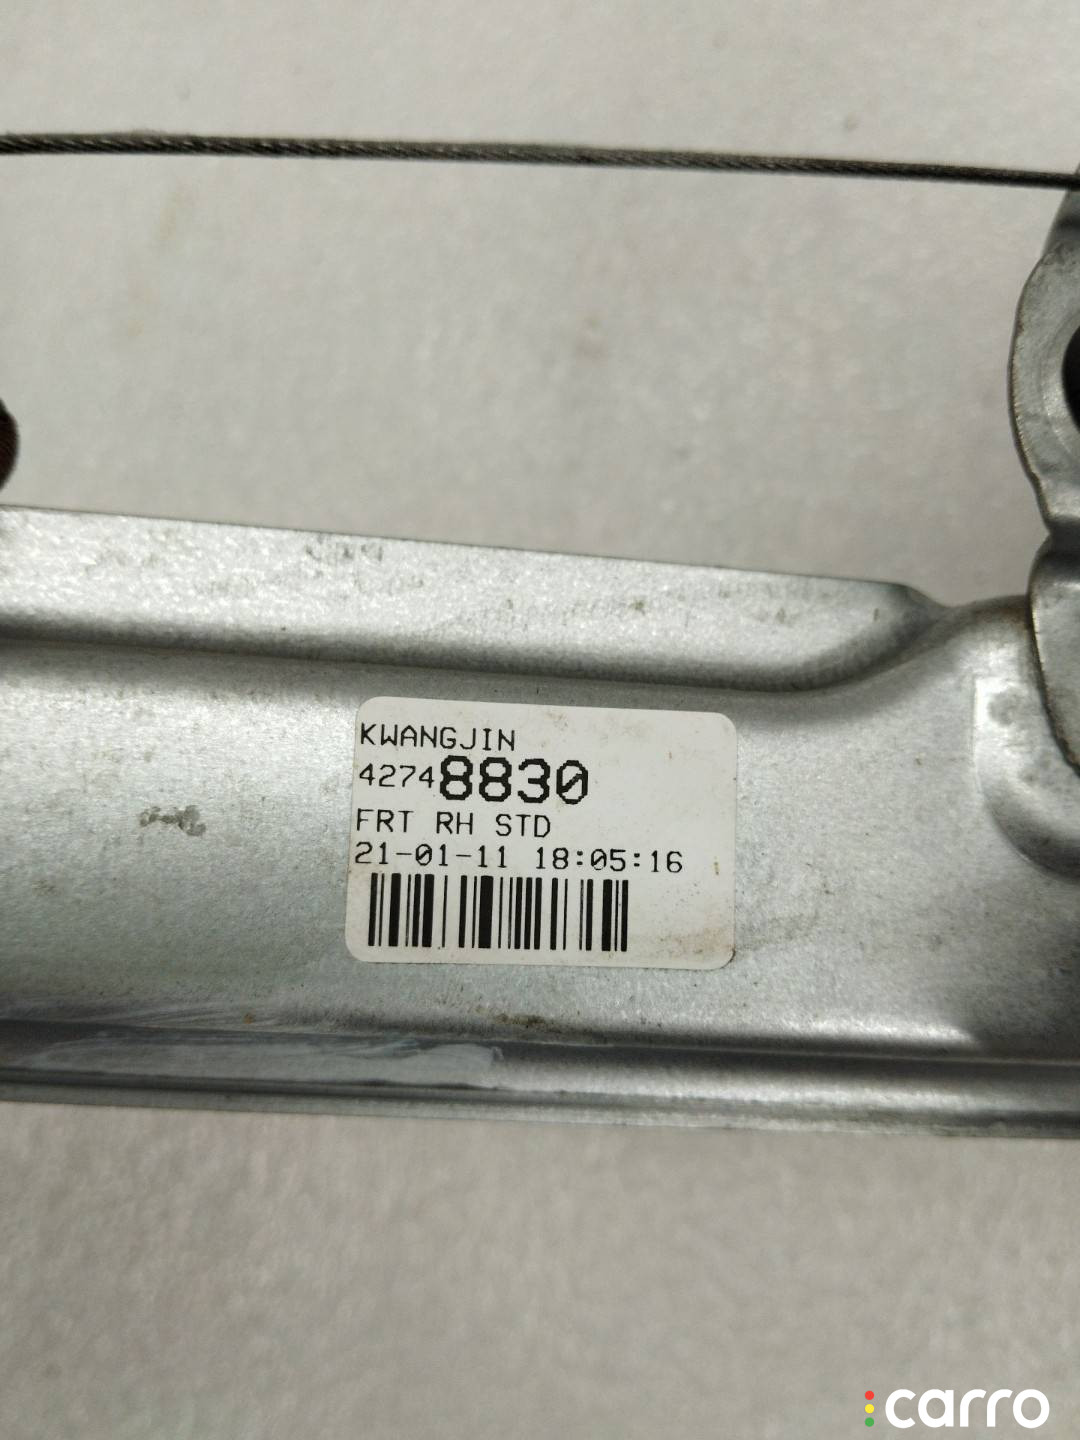 KWANGJIN
42748830
FRT RH STD
21-01-11 18:05:16
carro